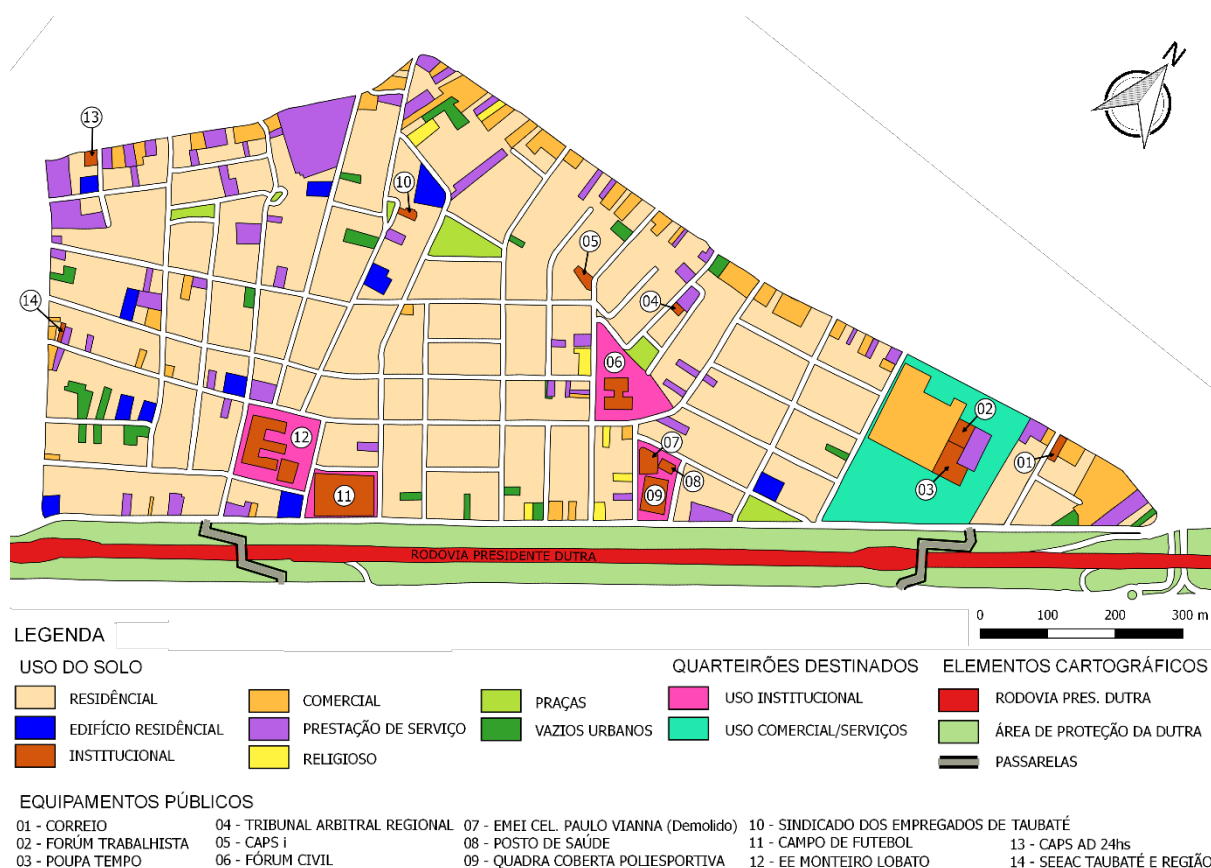 N
13
10
05
14
04
06
02
12
07
01
08
03
11
09
RODOVIA PRESIDENTE DUTRA
0 100 200 300 m
LEGENDA
USO DO SOLO
QUARTEIRÕES DESTINADOS
ELEMENTOS CARTOGRÁFICOS
RESIDÊNCIAL
COMERCIAL
PRAÇAS
USO INSTITUCIONAL
RODOVIA PRES. DUTRA
EDIFÍCIO RESIDÊNCIAL
PRESTAÇÃO DE SERVIÇO
VAZIOS URBANOS
USO COMERCIAL/SERVIÇOS
ÁREA DE PROTEÇÃO DA DUTRA
INSTITUCIONAL
RELIGIOSO
PASSARELAS
EQUIPAMENTOS PÚBLICOS
01 - CORREIO
02 - FORÚM TRABALHISTA
03 - POUPA TEMPO
04 - TRIBUNAL ARBITRAL REGIONAL
05 - CAPS i
06 - FÓRUM CIVIL
07 - EMEI CEL. PAULO VIANNA (Demolido)
08 - POSTO DE SAÚDE
09 - QUADRA COBERTA POLIESPORTIVA
10 - SINDICADO DOS EMPREGADOS DE TAUBATÉ
11 - CAMPO DE FUTEBOL
12 - EE MONTEIRO LOBATO
13 - CAPS AD 24hs
14 - SEEAC TAUBATÉ E REGIÃO